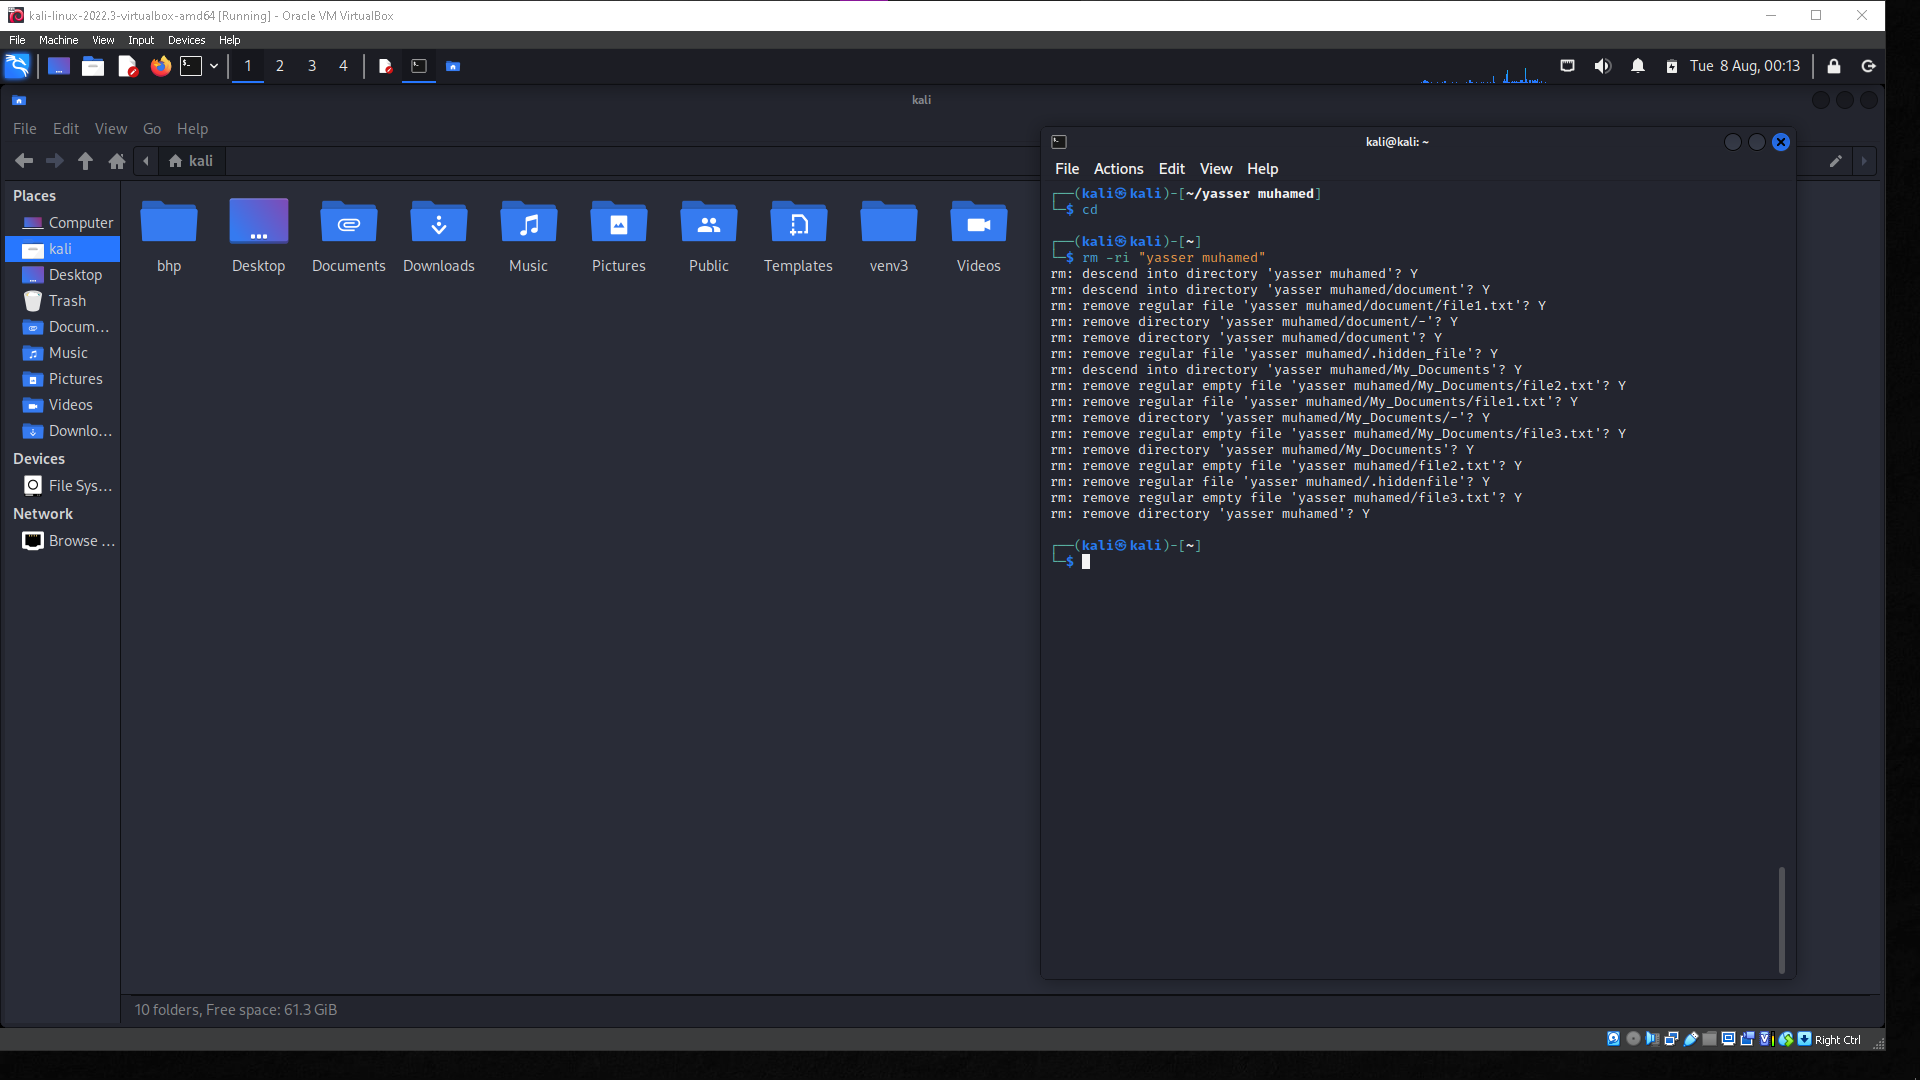 kali-linux-2022.3-virtualbox-amd64 [Running] - Oracle VM VirtualBox
File Machine View Input Devices Help
1 2 3 4 Tue 8 Aug, 00:13
kali
File Edit View Go Help
kali
Places
Computer
kali
Desktop
Trash
Docum...
Music
Pictures
Videos
Downlo...
Devices
File Sys...
Network
Browse ...
bhp Desktop Documents Downloads Music Pictures Public Templates venv3 Videos
10 folders, Free space: 61.3 GiB
kali@kali: ~
File Actions Edit View Help
┌──(kali㉿kali)-[~/yasser muhamed]
└─$ cd
┌──(kali㉿kali)-[~]
└─$ rm -ri "yasser muhamed"
rm: descend into directory 'yasser muhamed'? Y
rm: descend into directory 'yasser muhamed/document'? Y
rm: remove regular file 'yasser muhamed/document/file1.txt'? Y
rm: remove directory 'yasser muhamed/document/-'? Y
rm: remove directory 'yasser muhamed/document'? Y
rm: remove regular file 'yasser muhamed/.hidden_file'? Y
rm: descend into directory 'yasser muhamed/My_Documents'? Y
rm: remove regular empty file 'yasser muhamed/My_Documents/file2.txt'? Y
rm: remove regular file 'yasser muhamed/My_Documents/file1.txt'? Y
rm: remove directory 'yasser muhamed/My_Documents/-'? Y
rm: remove regular empty file 'yasser muhamed/My_Documents/file3.txt'? Y
rm: remove directory 'yasser muhamed/My_Documents'? Y
rm: remove regular empty file 'yasser muhamed/file2.txt'? Y
rm: remove regular file 'yasser muhamed/.hiddenfile'? Y
rm: remove regular empty file 'yasser muhamed/file3.txt'? Y
rm: remove directory 'yasser muhamed'? Y
┌──(kali㉿kali)-[~]
└─$
Right Ctrl